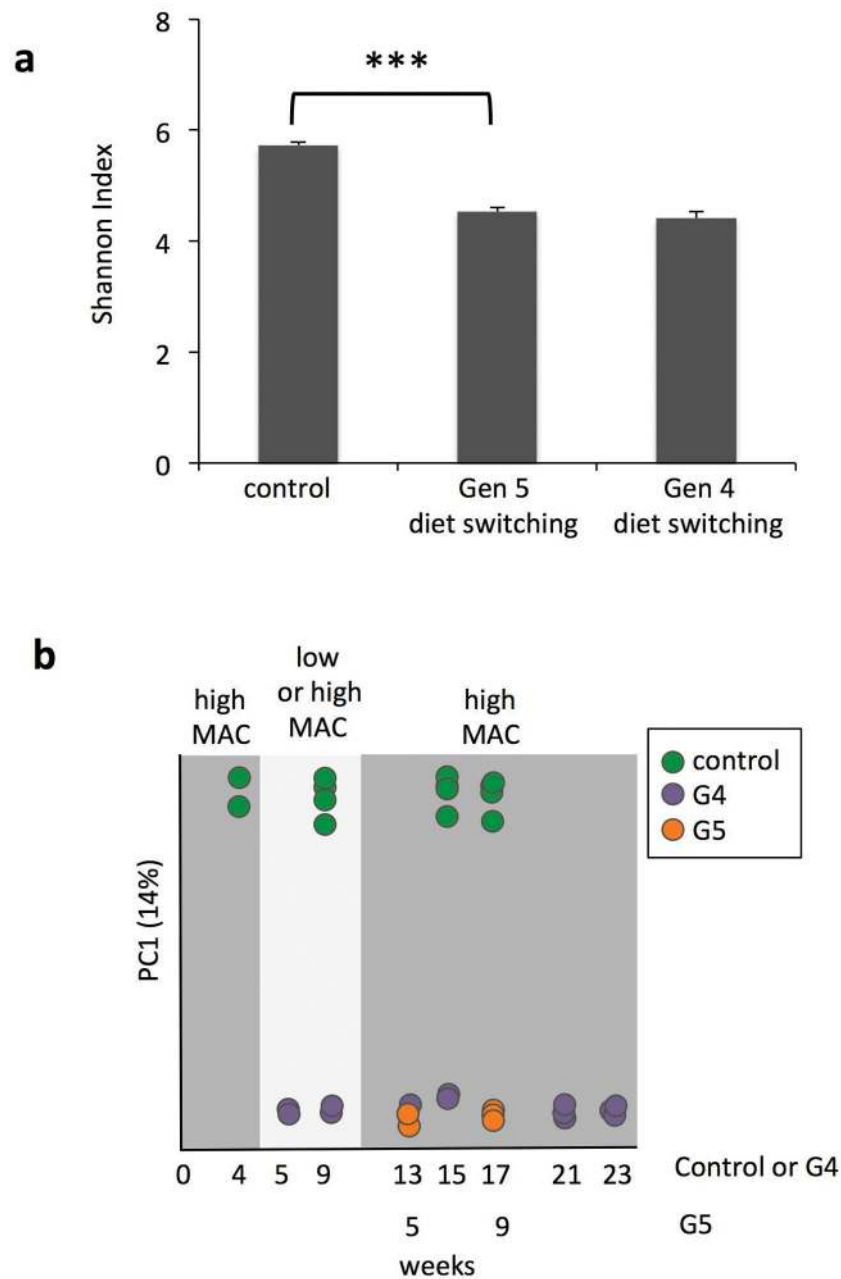 a
***
8
6
4
2
0
Shannon Index
control
Gen 5
diet switching
Gen 4
diet switching
b
high
MAC
low
or high
MAC
high
MAC
control
G4
G5
PC1 (14%)
0 4 5 9 13 15 17 21 23 Control or G4
5 9 G5
weeks